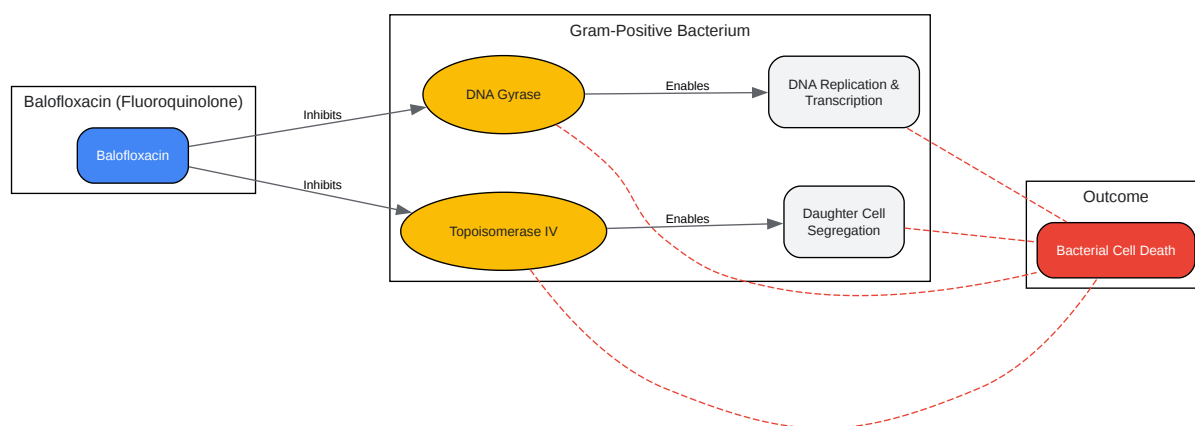 Gram-Positive Bacterium
Balofloxacin (Fluoroquinolone)
Balofloxacin
Inhibits
Inhibits
DNA Gyrase
Enables
DNA Replication &
Transcription
Topoisomerase IV
Enables
Daughter Cell
Segregation
Outcome
Bacterial Cell Death